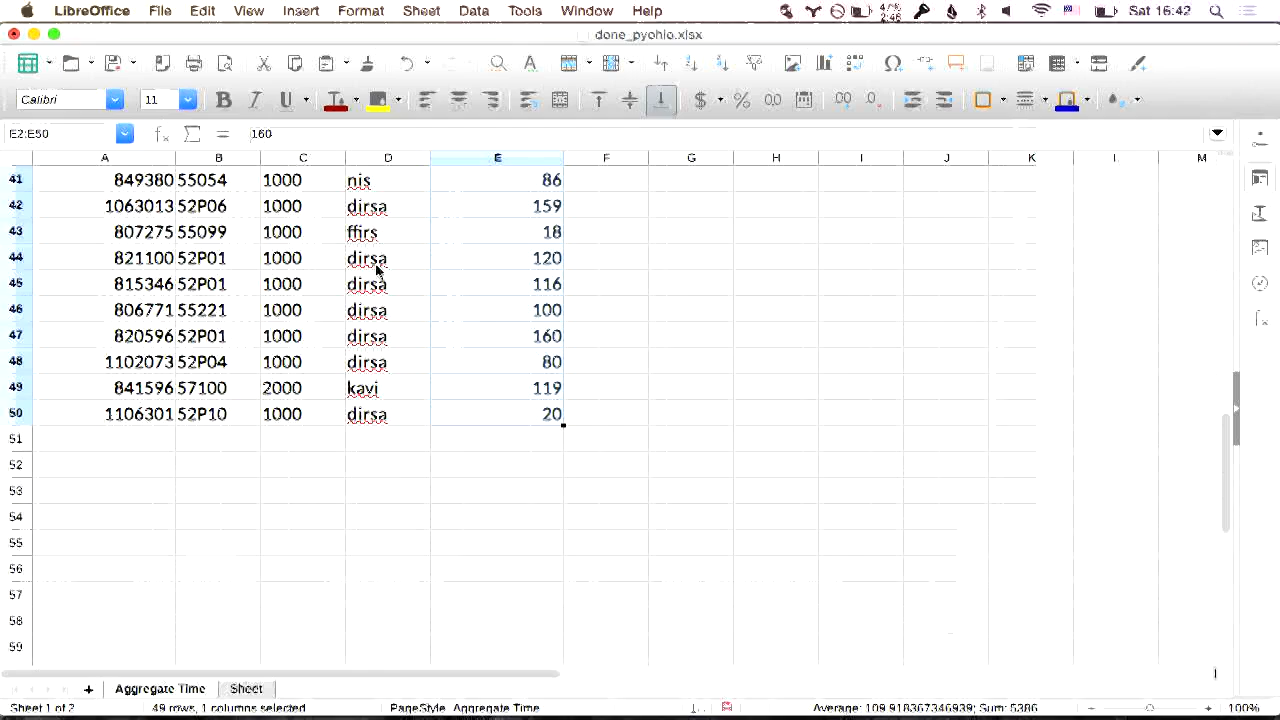 LibreOffice File Edit View Insert Format Sheet Data Tools Window Help Sat 16:42
done_pyohio.xlsx
Calibri 11
E2:E50 160
A B C D E F G H I J K L M
41 849380 55054 1000 nis 86
42 1063013 52P06 1000 dirsa 159
43 807275 55099 1000 ffirs 18
44 821100 52P01 1000 dirsa 120
45 815346 52P01 1000 dirsa 116
46 806771 55221 1000 dirsa 100
47 820596 52P01 1000 dirsa 160
48 1102073 52P04 1000 dirsa 80
49 841596 57100 2000 kavi 119
50 1106301 52P10 1000 dirsa 20
51
52
53
54
55
56
57
58
59
Aggregate Time Sheet
Sheet 1 of 2 49 rows, 1 columns selected PageStyle_Aggregate Time Average: 109.918367346939; Sum: 5386 100%